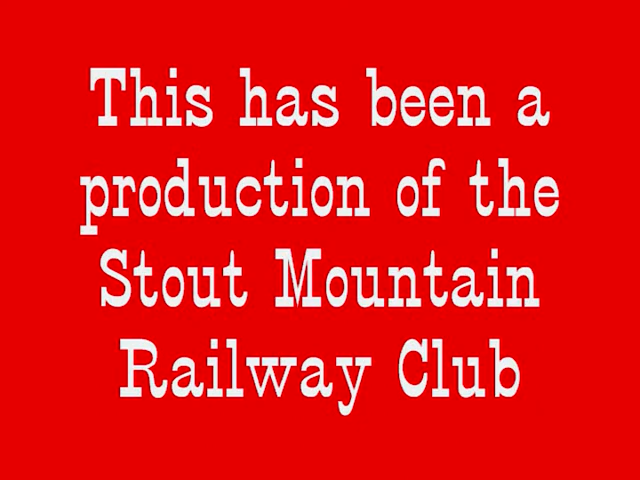 This has been a
production of the
Stout Mountain
Railway Club